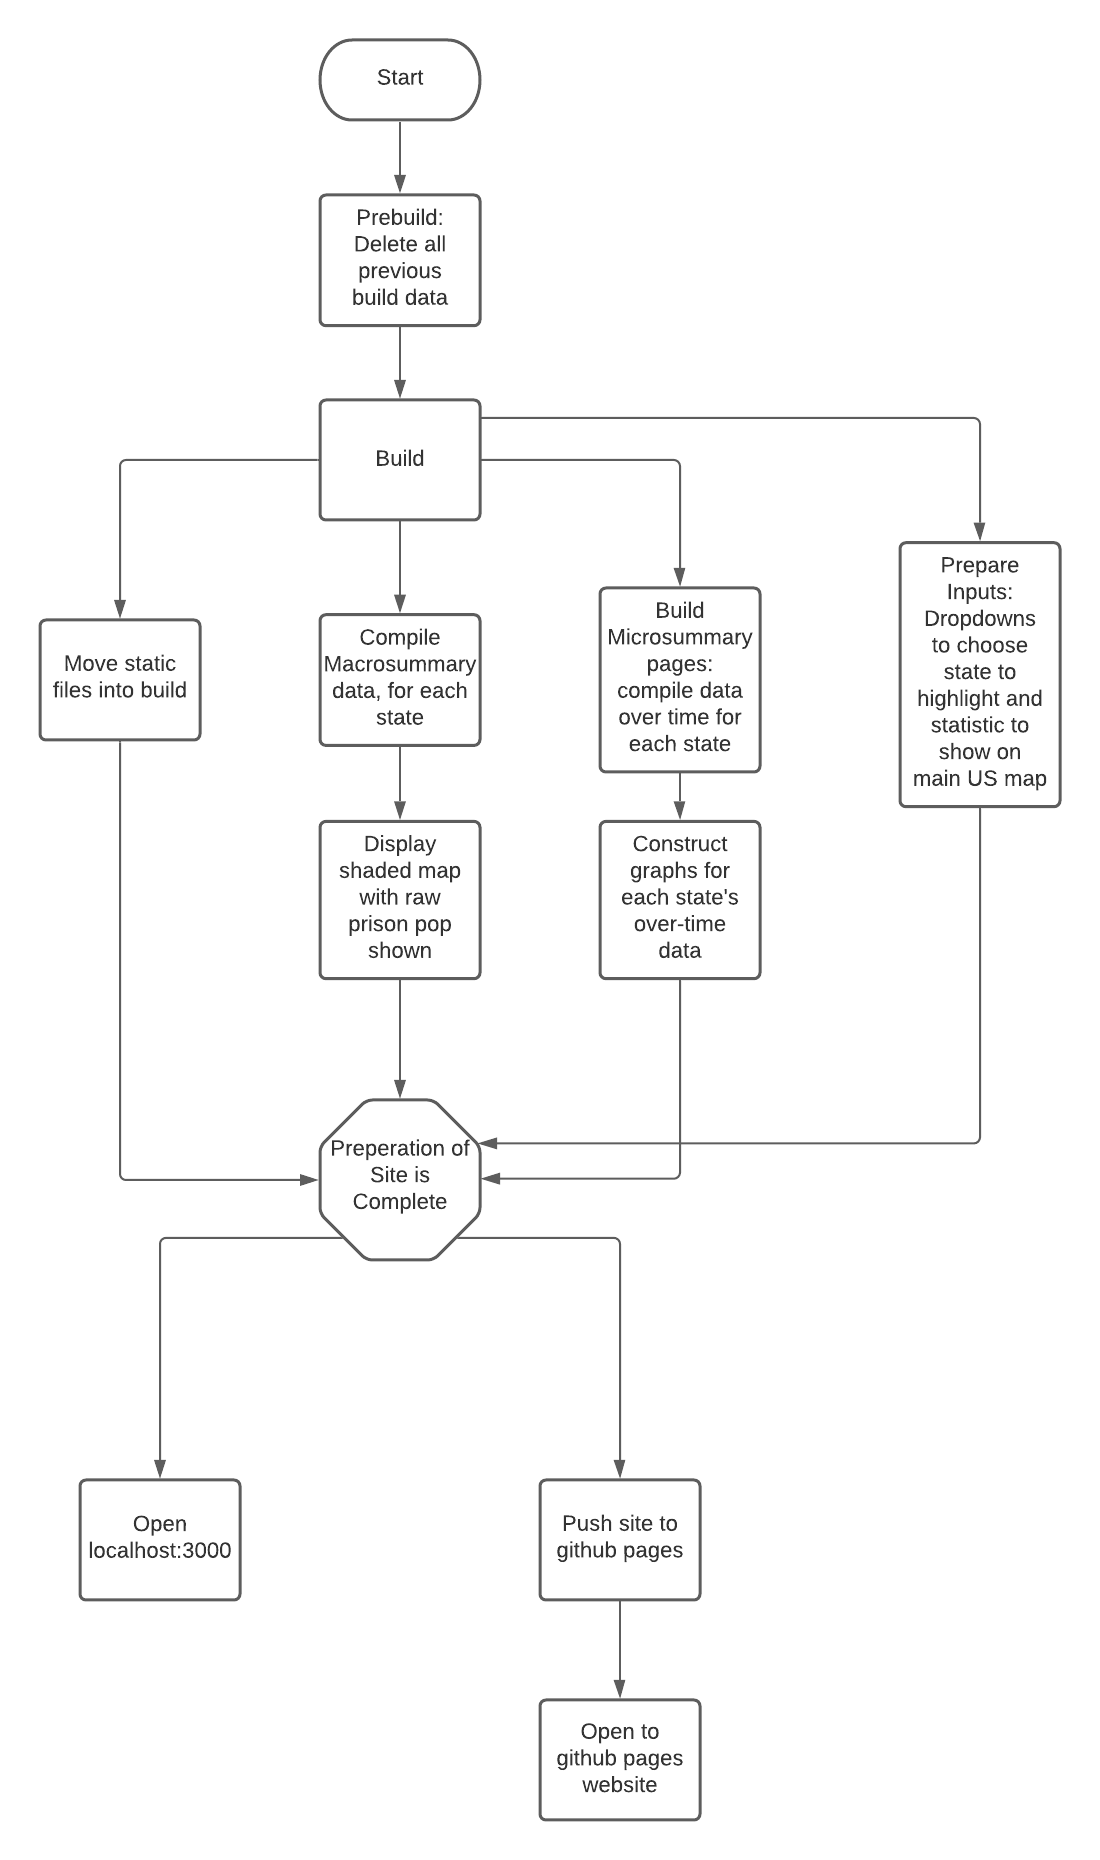 Start
Prebuild:
Delete all
previous
build data
Build
Move static
files into build
Compile
Macrosummary
data, for each
state
Build
Microsummary
pages:
compile data
over time for
each state
Prepare
Inputs:
Dropdowns
to choose
state to
highlight and
statistic to
show on
main US map
Display
shaded map
with raw
prison pop
shown
Construct
graphs for
each state's
over-time
data
Preperation of
Site is
Complete
Open
localhost:3000
Push site to
github pages
Open to
github pages
website